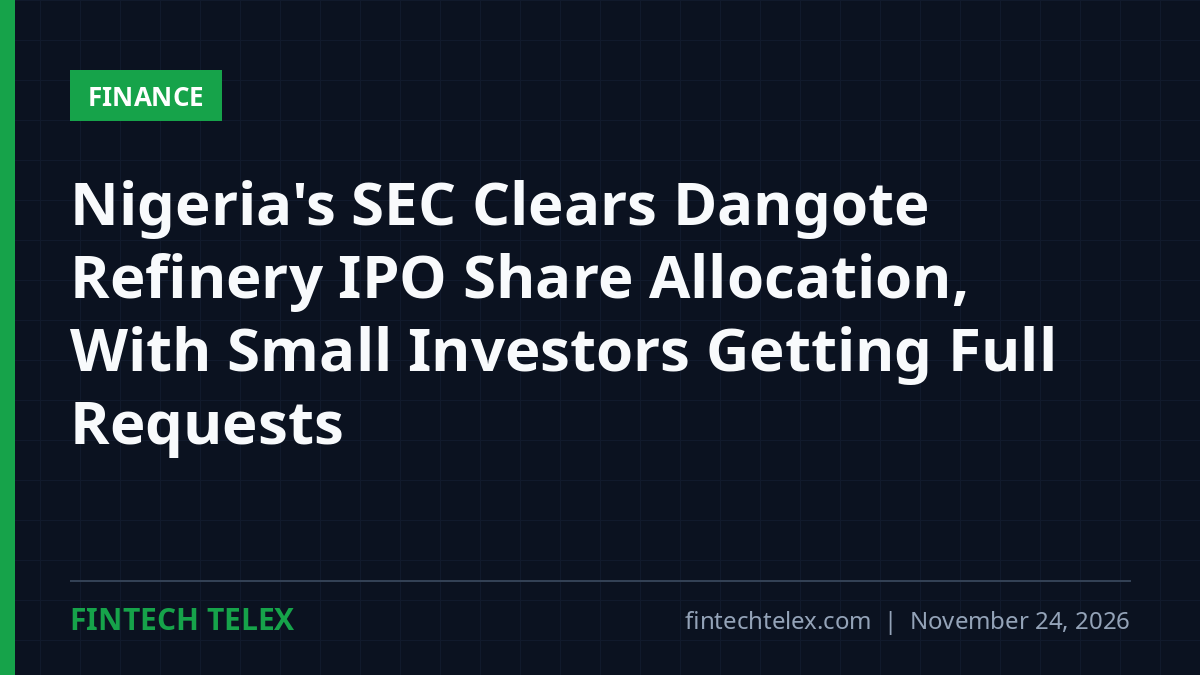 FINANCE
Nigeria's SEC Clears Dangote
Refinery IPO Share Allocation,
With Small Investors Getting Full
Requests
FINTECH TELEX
fintechtelex.com | November 24, 2026